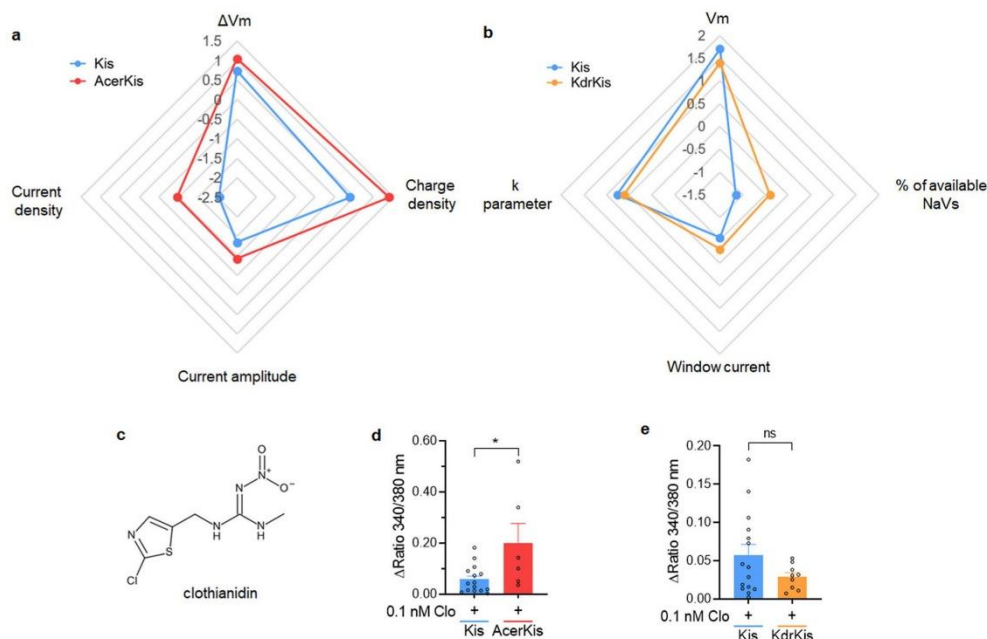 a
ΔVm
Kis
AcerKis
1.5
1
0.5
0
-0.5
-1
-1.5
-2
-2.5
Current
density
Charge
density
Current amplitude
b
Vm
Kis
KdrKis
2
1.5
1
0.5
0
-0.5
-1
-1.5
k
parameter
% of available
NaVs
Window current
c
O
N+
O−
N
N
H
N
H
N
S
Cl
clothianidin
d
ΔRatio 340/380 nm
0.60
0.40
0.20
0.00
*
0.1 nM Clo + +
Kis AcerKis
e
ΔRatio 340/380 nm
0.20
0.15
0.10
0.05
0.00
ns
0.1 nM Clo + +
Kis KdrKis